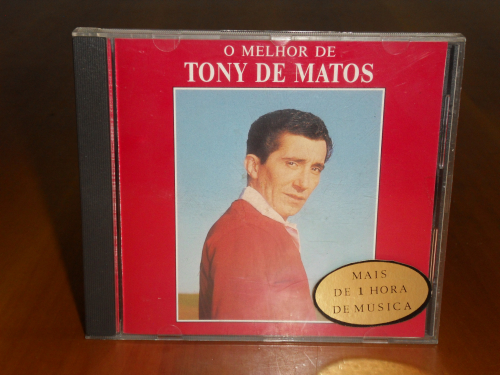 O MELHOR DE
TONY DE MATOS
MAIS
DE 1 HORA
DE MUSICA